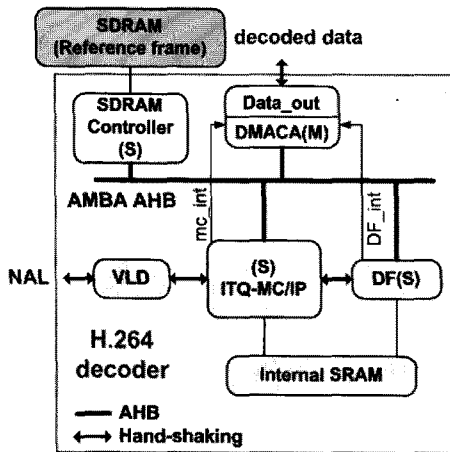 SDRAM
(Reference frame)
decoded data
SDRAM
Controller
(S)
Data_out
DMACA(M)
AMBA AHB
mc_int
DF_int
NAL
VLD
(S)
ITQ-MC/IP
DF(S)
H.264
decoder
Internal SRAM
AHB
Hand-shaking